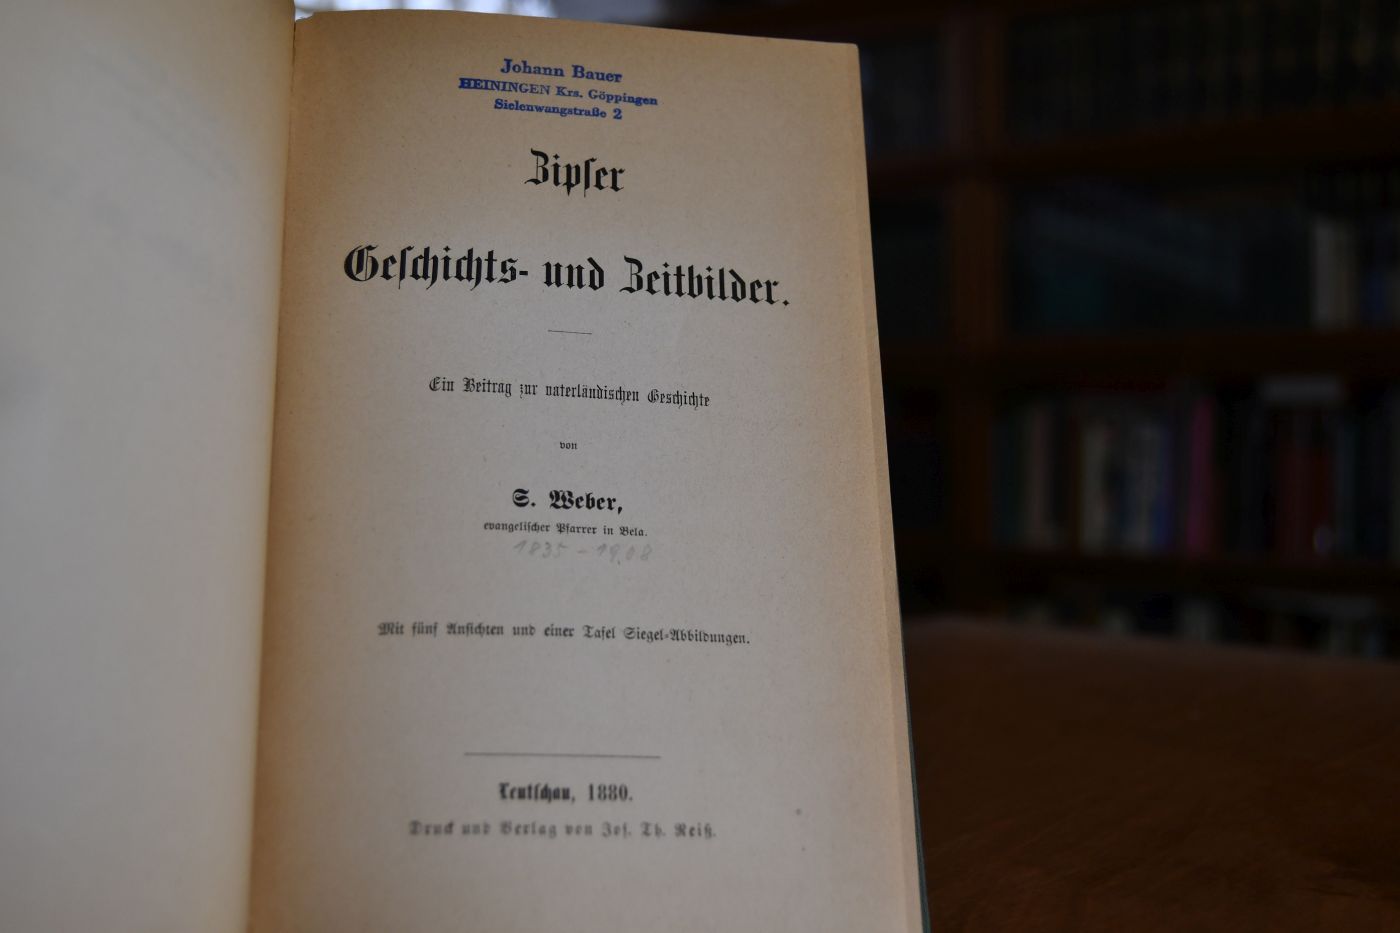 Johann Bauer
HEININGEN Krs. Göppingen
Sielenwangstraße 2
Zipſer
Geſchichts- und Zeitbilder.
Ein Beitrag zur vaterländischen Geschichte
von
S. Weber,
evangeliſcher Pfarrer in Bela.
1835 - 1908
Mit fünf Anſichten und einer Tafel Siegel-Abbildungen.
Leutſchau, 1880.
Druck und Verlag von Joſ. Th. Reiß.